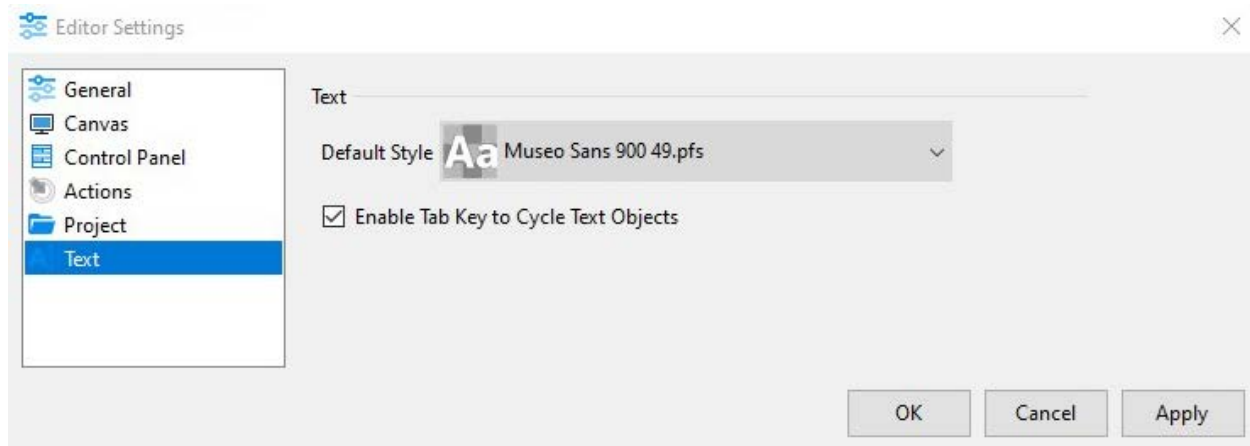 Editor Settings
General
Canvas
Control Panel
Actions
Project
Text
Text
Default Style Aa Museo Sans 900 49.pfs
Enable Tab Key to Cycle Text Objects
OK Cancel Apply